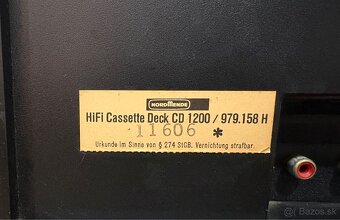 NORDMENDE
HiFi Cassette Deck CD 1200 / 979.158 H
11606 *
Urkunde im Sinne von § 274 StGB. Vernichtung strafbar.
Bazos.sk